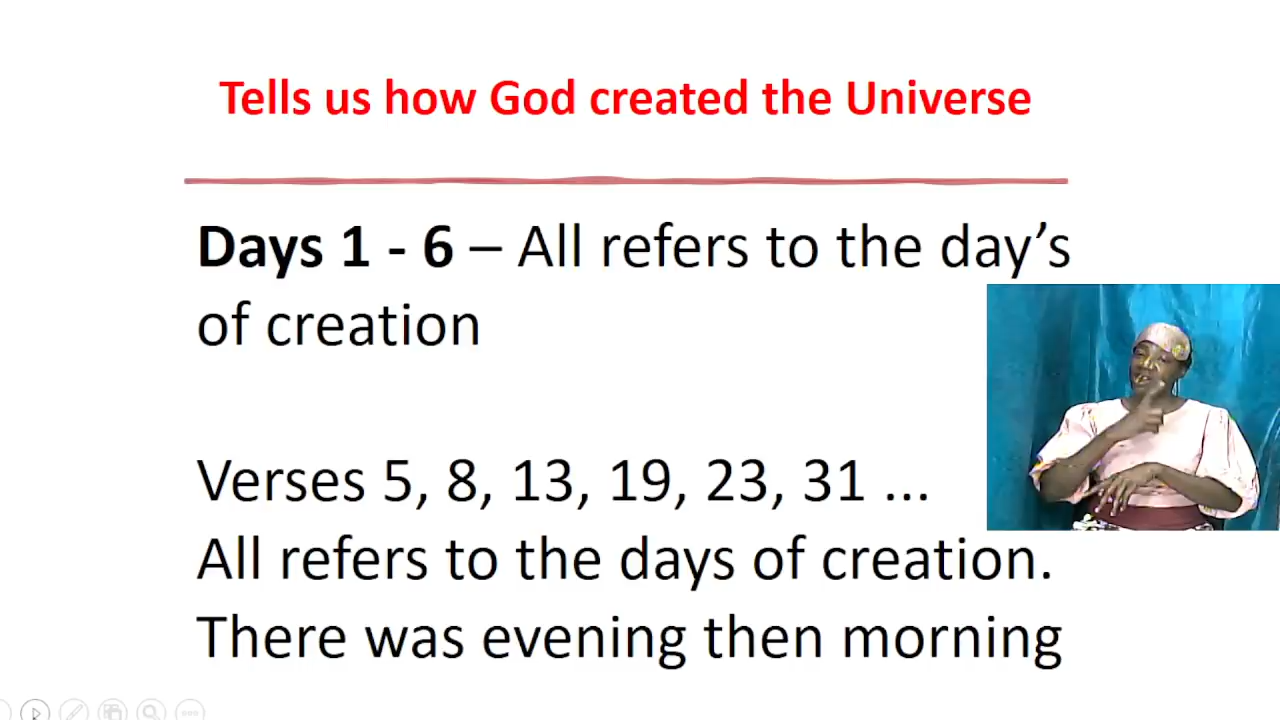 Tells us how God created the Universe
Days 1 - 6 – All refers to the day’s
of creation
Verses 5, 8, 13, 19, 23, 31 ...
All refers to the days of creation.
There was evening then morning